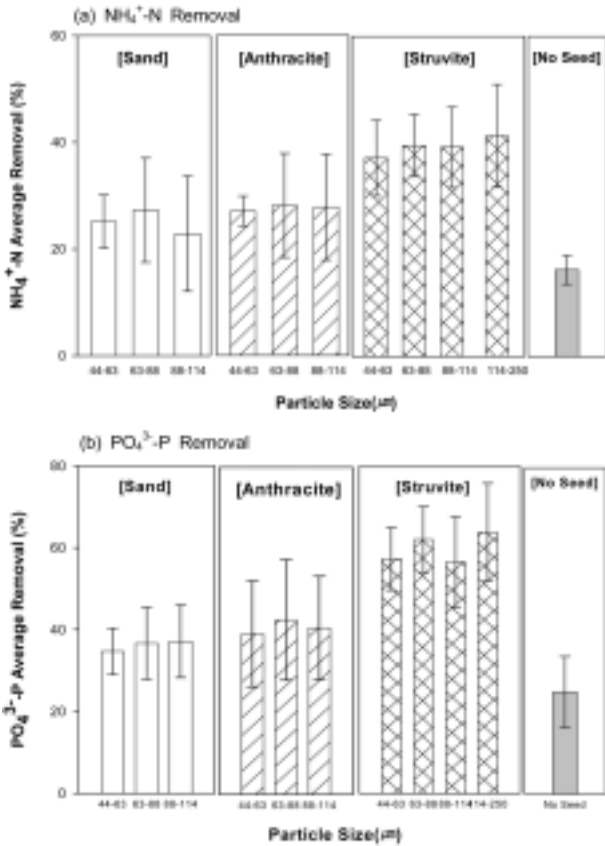 (a) NH₄⁺-N Removal
60
[Sand] [Anthracite] [Struvite] [No Seed]
40
20
0
NH₄⁺-N Average Removal (%)
44-63 63-88 88-114 44-63 63-88 88-114 44-63 63-88 88-114 114-250
Particle Size(㎛)
(b) PO₄³⁻-P Removal
80
[Sand] [Anthracite] [Struvite] [No Seed]
60
40
20
0
PO₄³⁻-P Average Removal (%)
44-63 63-88 88-114 44-63 63-88 88-114 44-63 63-88 88-114 114-250 No Seed
Particle Size(㎛)